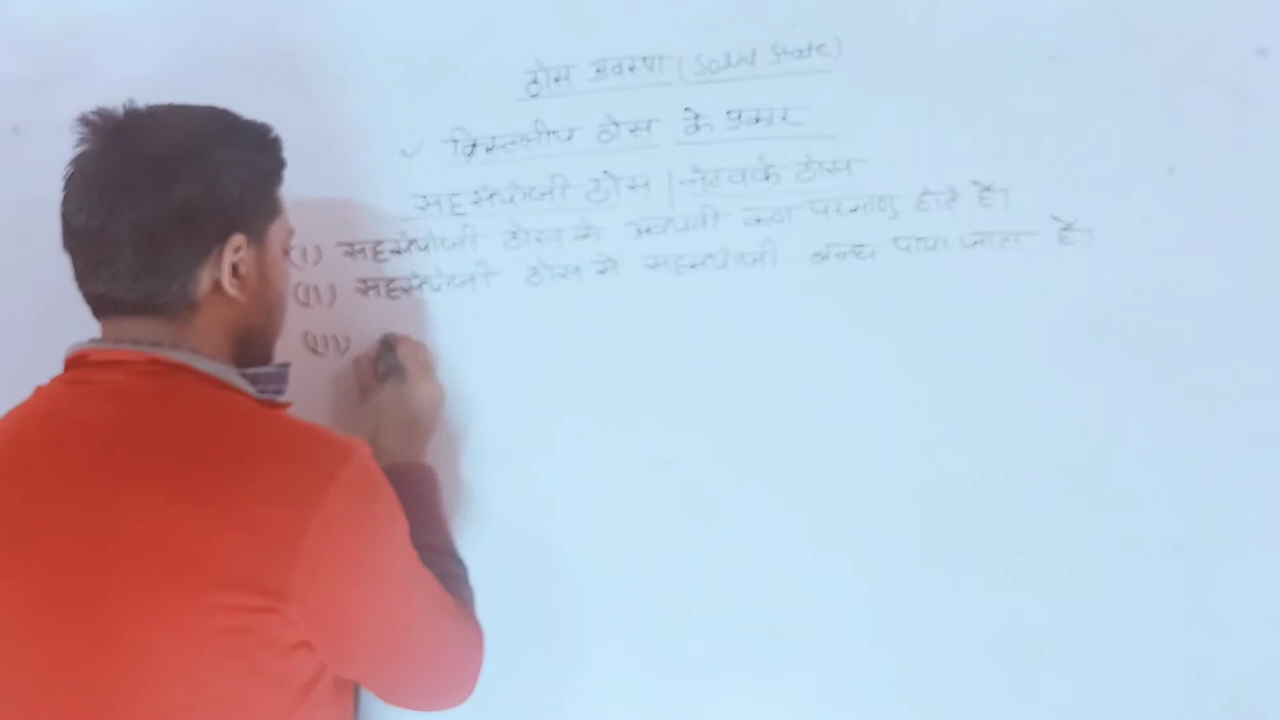 ठोस अवस्था (Solid State)
✓ क्रिस्टलीय ठोस के प्रकार
सहसंयोजी ठोस | नेटवर्क ठोस
(i) सहसंयोजी ठोस के अवयवी कण परमाणु होते है।
(ii) सहसंयोजी ठोस मे सहसंयोजी बन्ध पाया जाता है।
(iii)